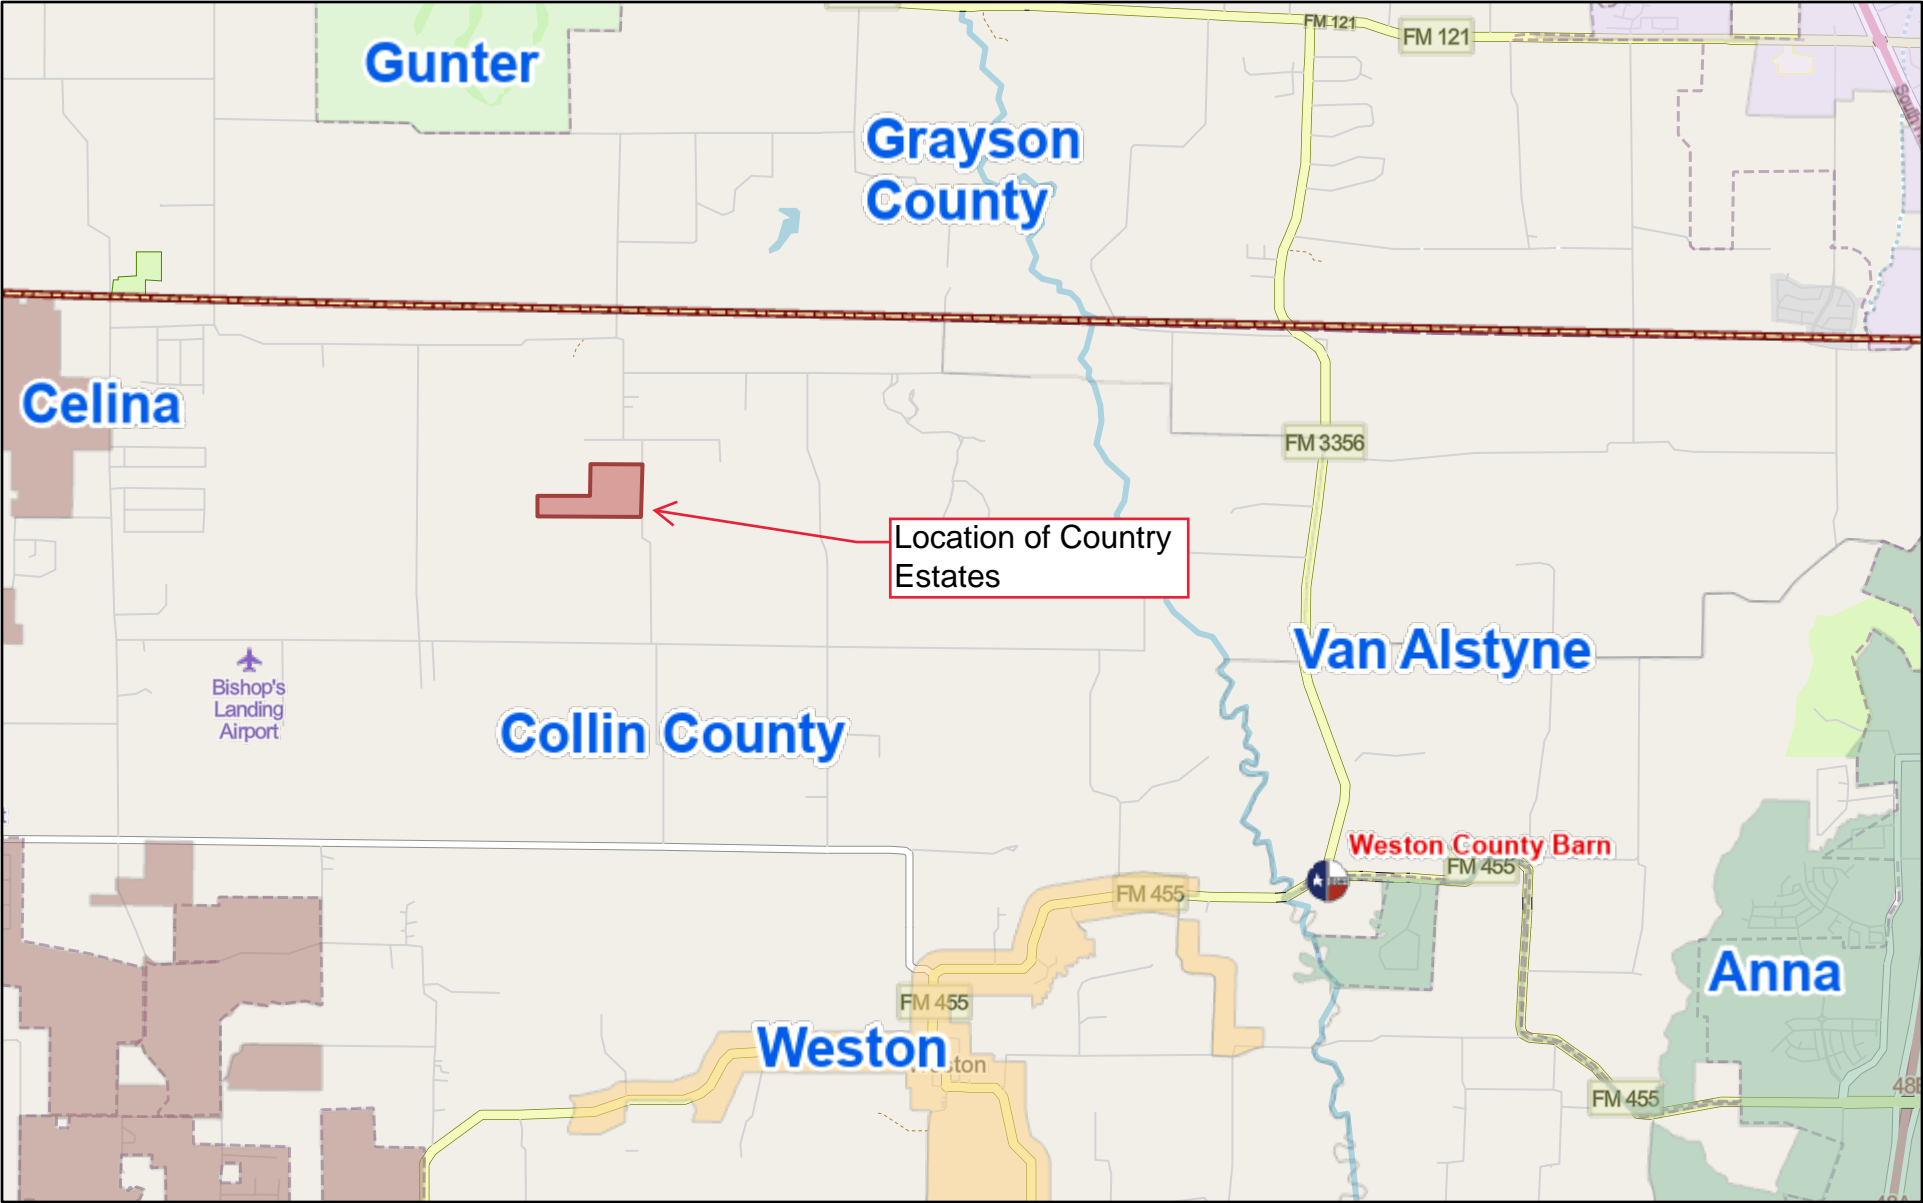 FM 121
FM 121
Gunter
Grayson
County
Celina
FM 3356
Location of Country
Estates
Van Alstyne
Bishop's
Landing
Airport
Collin County
Weston County Barn
FM 455
FM 455
Anna
FM 455
Weston
FM 455